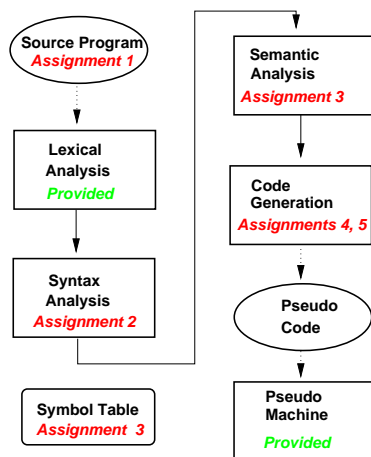 Source Program
Assignment 1
Lexical
Analysis
Provided
Syntax
Analysis
Assignment 2
Symbol Table
Assignment 3
Semantic
Analysis
Assignment 3
Code
Generation
Assignments 4, 5
Pseudo
Code
Pseudo
Machine
Provided